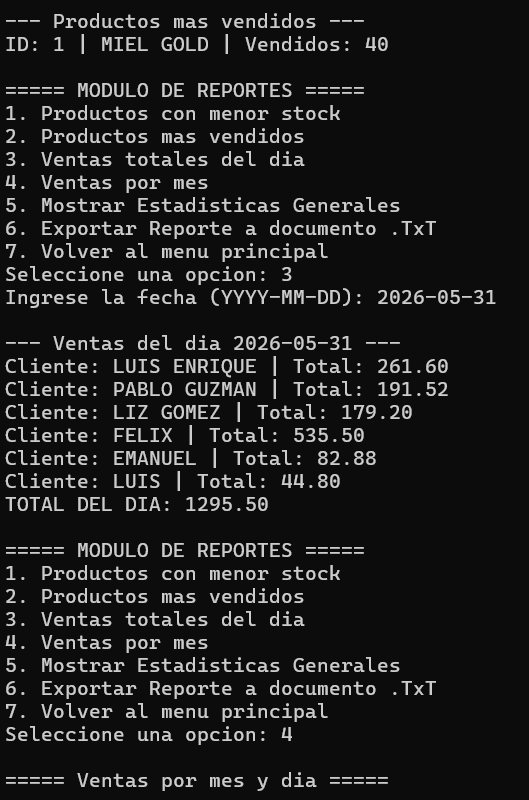 --- Productos mas vendidos ---
ID: 1 | MIEL GOLD | Vendidos: 40
===== MODULO DE REPORTES =====
1. Productos con menor stock
2. Productos mas vendidos
3. Ventas totales del dia
4. Ventas por mes
5. Mostrar Estadisticas Generales
6. Exportar Reporte a documento .TxT
7. Volver al menu principal
Seleccione una opcion: 3
Ingrese la fecha (YYYY-MM-DD): 2026-05-31
--- Ventas del dia 2026-05-31 ---
Cliente: LUIS ENRIQUE | Total: 261.60
Cliente: PABLO GUZMAN | Total: 191.52
Cliente: LIZ GOMEZ | Total: 179.20
Cliente: FELIX | Total: 535.50
Cliente: EMANUEL | Total: 82.88
Cliente: LUIS | Total: 44.80
TOTAL DEL DIA: 1295.50
===== MODULO DE REPORTES =====
1. Productos con menor stock
2. Productos mas vendidos
3. Ventas totales del dia
4. Ventas por mes
5. Mostrar Estadisticas Generales
6. Exportar Reporte a documento .TxT
7. Volver al menu principal
Seleccione una opcion: 4
===== Ventas por mes y dia =====